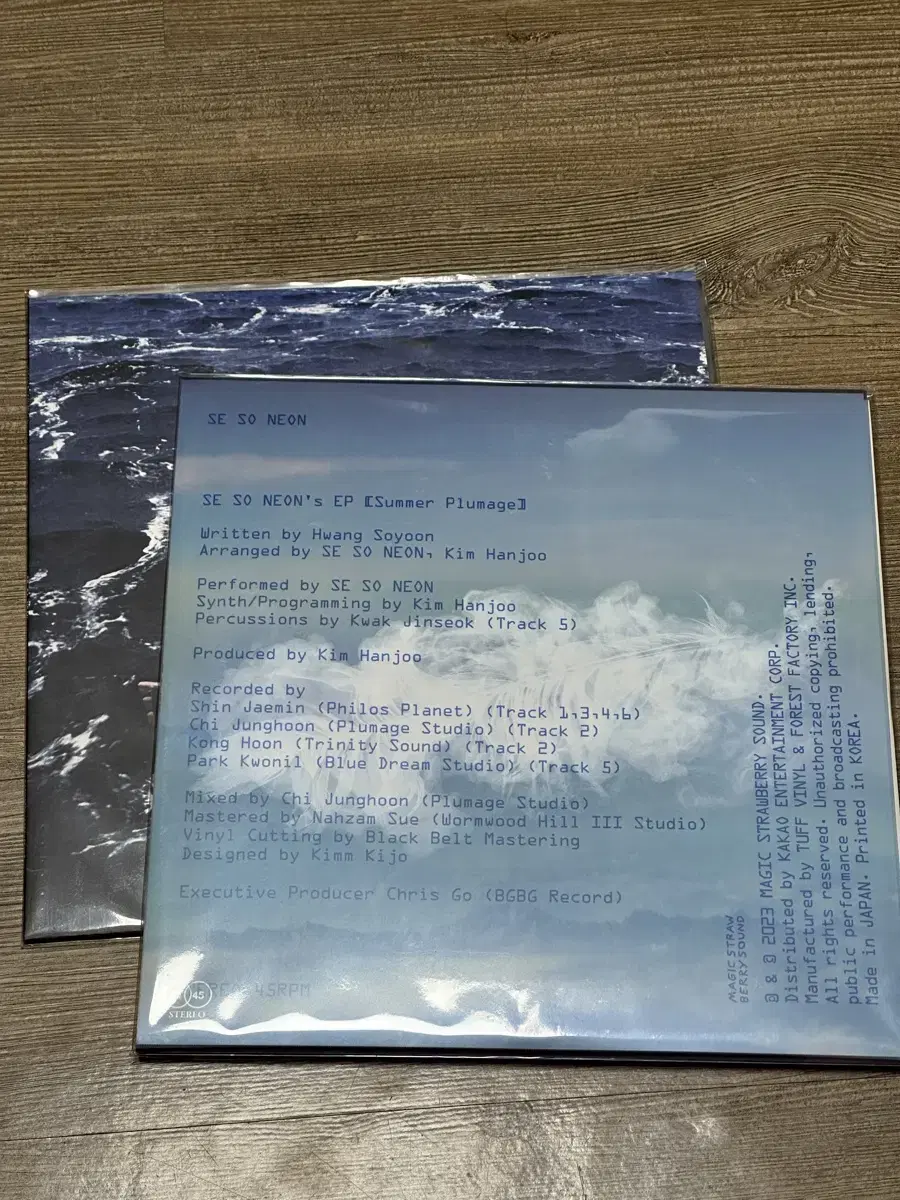 SE SO NEON
SE SO NEON's EP 〖Summer Plumage〗
Written by Hwang Soyoon
Arranged by SE SO NEON, Kim Hanjoo
Performed by SE SO NEON
Synth/Programming by Kim Hanjoo
Percussions by Kwak Jinseok (Track 5)
Produced by Kim Hanjoo
Recorded by
Shin Jaemin (Philos Planet) (Track 1,3,4,6)
Chi Junghoon (Plumage Studio) (Track 2)
Kong Hoon (Trinity Sound) (Track 2)
Park Kwonil (Blue Dream Studio) (Track 5)
Mixed by Chi Junghoon (Plumage Studio)
Mastered by Nahzam Sue (Wormwood Hill III Studio)
Vinyl Cutting by Black Belt Mastering
Designed by Kimm Kijo
Executive Producer Chris Go (BGBG Record)
45RPM
45
STEREO
MAGIC STRAW
BERRY SOUND
℗ & © 2023 MAGIC STRAWBERRY SOUND.
Distributed by KAKAO ENTERTAINMENT CORP.
Manufactured by TUFF VINYL & FOREST FACTORY INC.
All rights reserved. Unauthorized copying, lending,
public performance and broadcasting prohibited.
Made in JAPAN. Printed in KOREA.